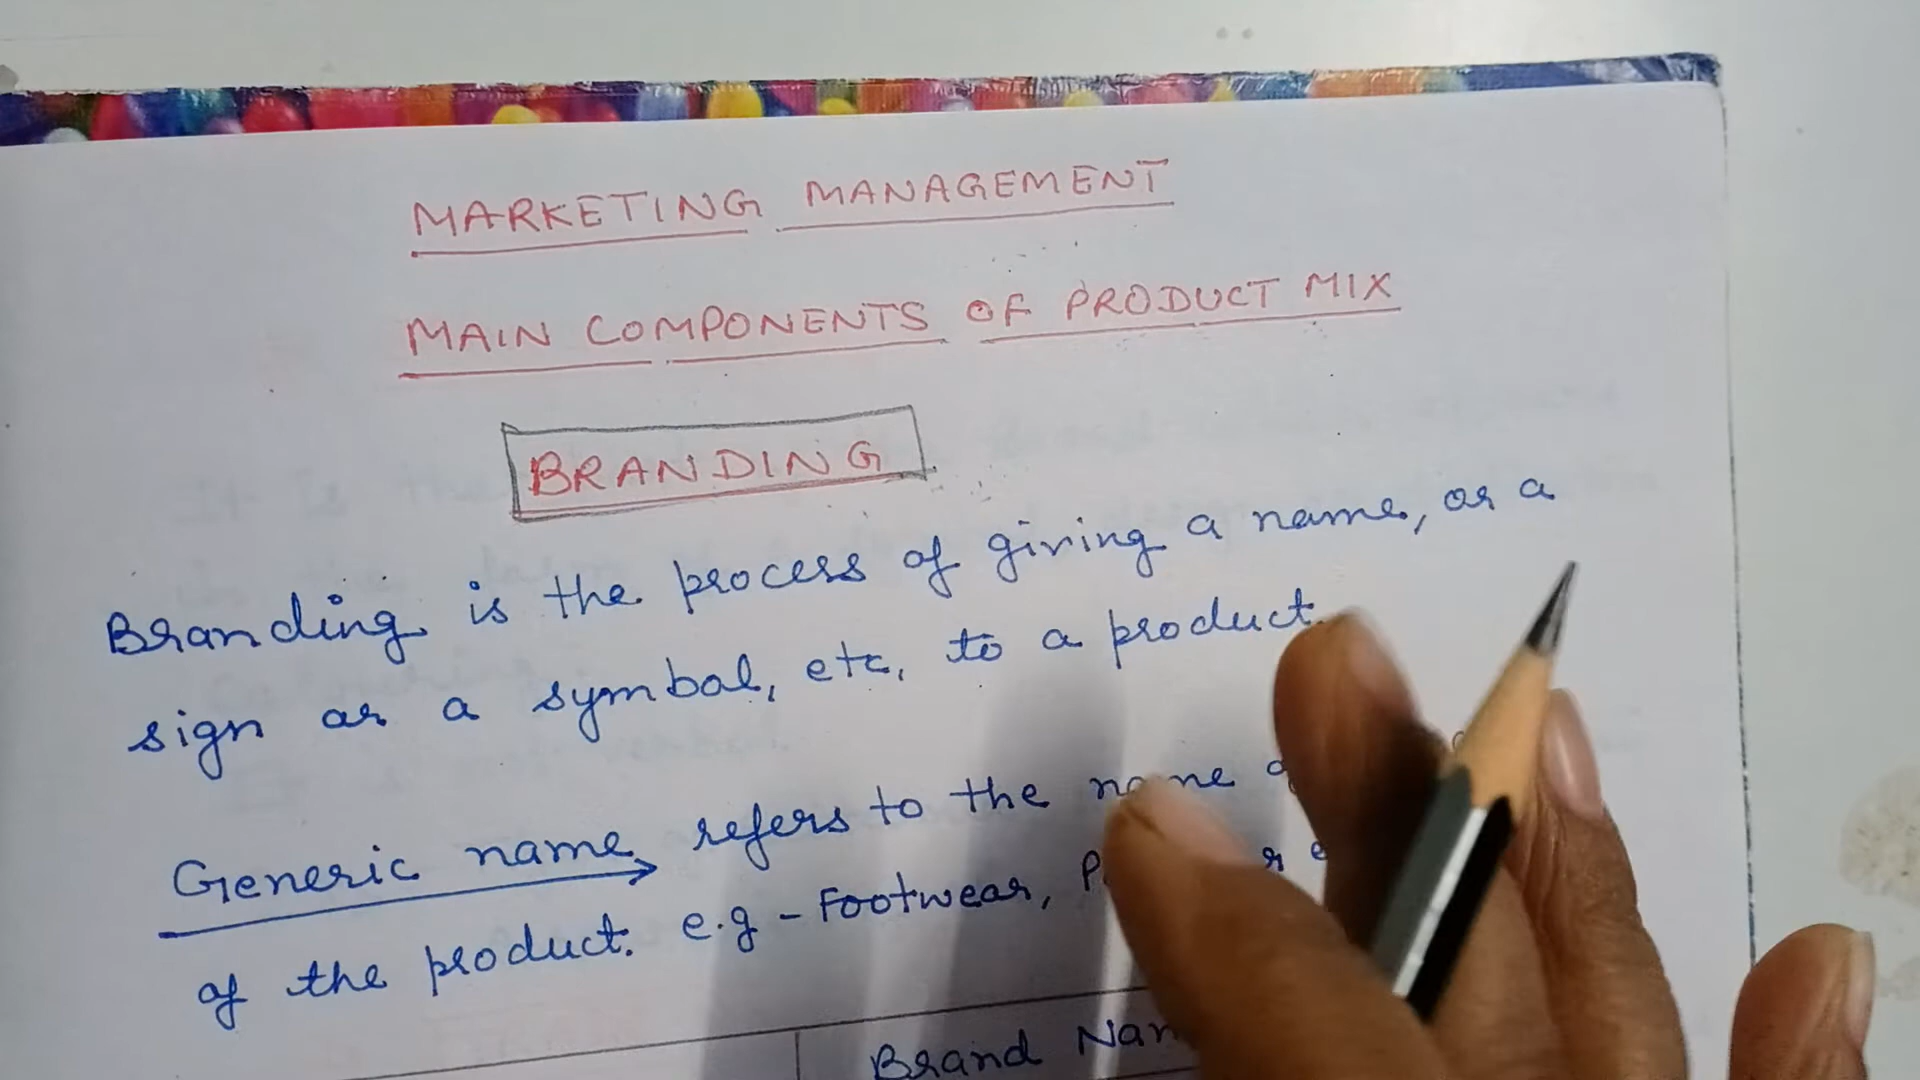 MARKETING MANAGEMENT
MAIN COMPONENTS OF PRODUCT MIX
BRANDING
Branding is the process of giving a name, or a
sign or a symbol, etc, to a product.
Generic name refers to the name
of the product. e.g - Footwear,
Brand